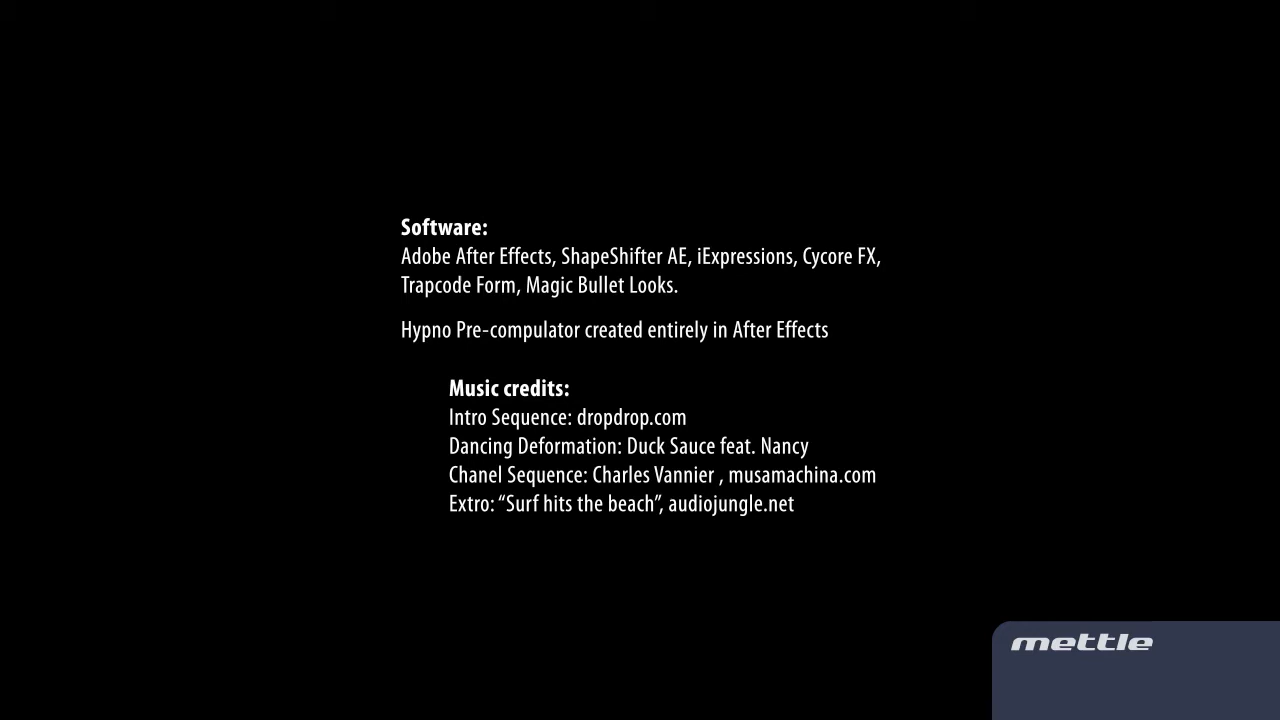 Software:
Adobe After Effects, ShapeShifter AE, iExpressions, Cycore FX,
Trapcode Form, Magic Bullet Looks.
Hypno Pre-compulator created entirely in After Effects
Music credits:
Intro Sequence: dropdrop.com
Dancing Deformation: Duck Sauce feat. Nancy
Chanel Sequence: Charles Vannier , musamachina.com
Extro: “Surf hits the beach”, audiojungle.net
mettle